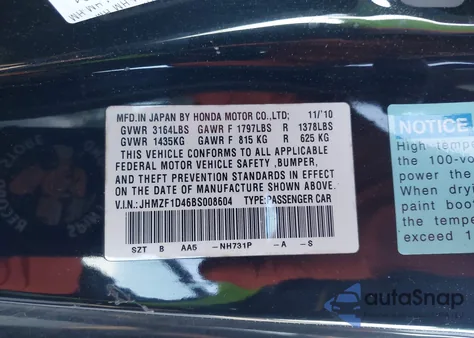 MFD.IN JAPAN BY HONDA MOTOR CO.,LTD; 11/'10
GVWR 3164LBS GAWR F 1797LBS R 1378LBS
GVWR 1435KG GAWR F 815 KG R 625 KG
THIS VEHICLE CONFORMS TO ALL APPLICABLE
FEDERAL MOTOR VEHICLE SAFETY ,BUMPER,
AND THEFT PREVENTION STANDARDS IN EFFECT
ON THE DATE OF MANUFACTURE SHOWN ABOVE.
V.I.N.: JHMZF1D46BS008604 TYPE:PASSENGER CAR
SZT B AA5 -NH731P -A -S
NOTICE
High tempe
the 100-vo
power the
When dryi
paint boot
temperatu
exceed 1
autoSnap